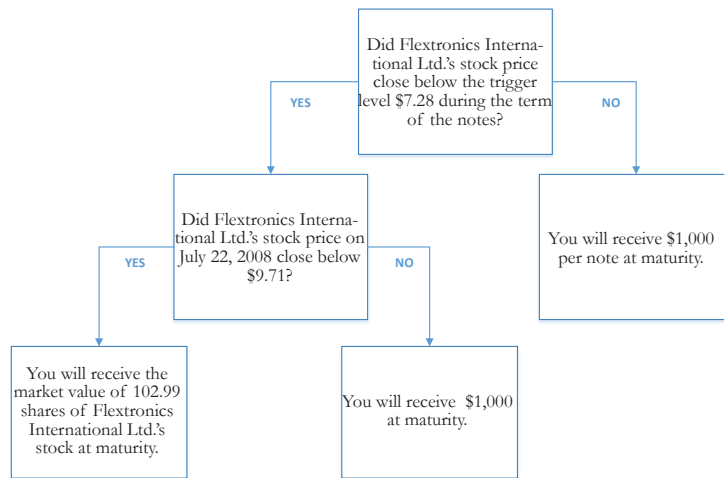 Did Flextronics Interna-
tional Ltd.'s stock price
close below the trigger
level $7.28 during the term
of the notes?
YES
NO
Did Flextronics Interna-
tional Ltd.'s stock price on
July 22, 2008 close below
$9.71?
You will receive $1,000
per note at maturity.
YES
NO
You will receive the
market value of 102.99
shares of Flextronics
International Ltd.'s
stock at maturity.
You will receive $1,000
at maturity.